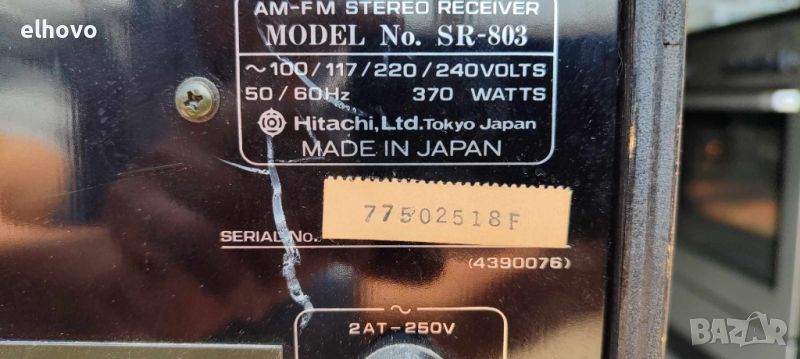 elhovo
AM-FM STEREO RECEIVER
MODEL No. SR-803
~100/117/220/240VOLTS
50/60Hz 370 WATTS
Hitachi, Ltd. Tokyo Japan
MADE IN JAPAN
77502518F
SERIAL No.
(4390076)
~
2AT-250V
BAZAR